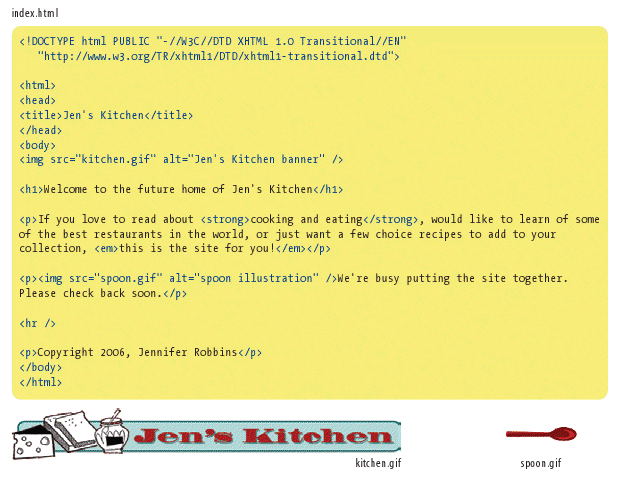 index.html
<!DOCTYPE html PUBLIC "-//W3C//DTD XHTML 1.0 Transitional//EN"
"http://www.w3.org/TR/xhtml1/DTD/xhtml1-transitional.dtd">
<html>
<head>
<title>Jen's Kitchen</title>
</head>
<body>
<img src="kitchen.gif" alt="Jen's Kitchen banner" />
<h1>Welcome to the future home of Jen's Kitchen</h1>
<p>If you love to read about <strong>cooking and eating</strong>, would like to learn of some
of the best restaurants in the world, or just want a few choice recipes to add to your
collection, <em>this is the site for you!</em></p>
<p><img src="spoon.gif" alt="spoon illustration" />We're busy putting the site together.
Please check back soon.</p>
<hr />
<p>Copyright 2006, Jennifer Robbins</p>
</body>
</html>
Jen's Kitchen
kitchen.gif
spoon.gif